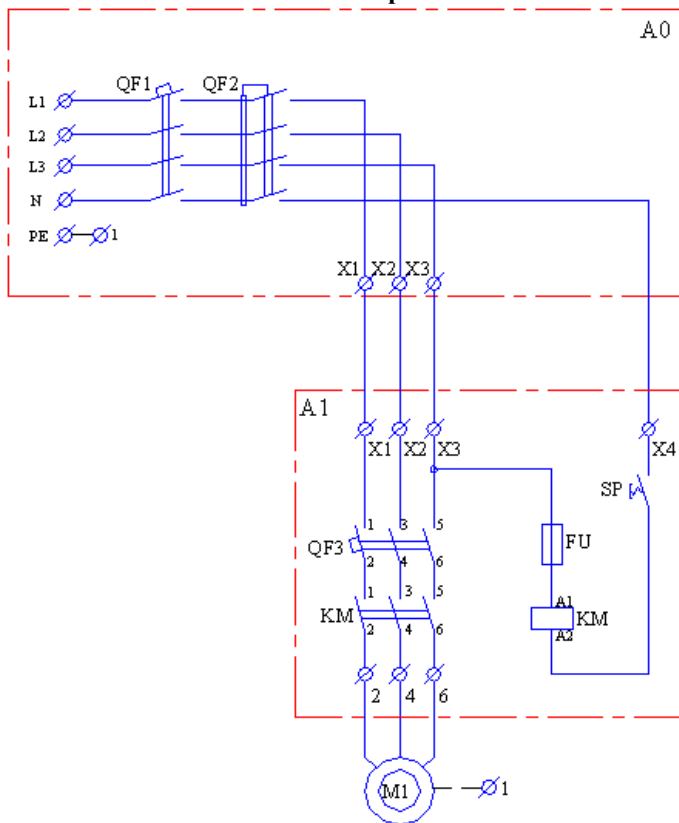 A0
QF1 QF2
L1
L2
L3
N
PE 1
X1 X2 X3
A1
X1 X2 X3 X4
SP
1 3 5
QF3 FU
2 4 6
1 3 5
A1
KM KM
2 4 6 A2
2 4 6
M1 1